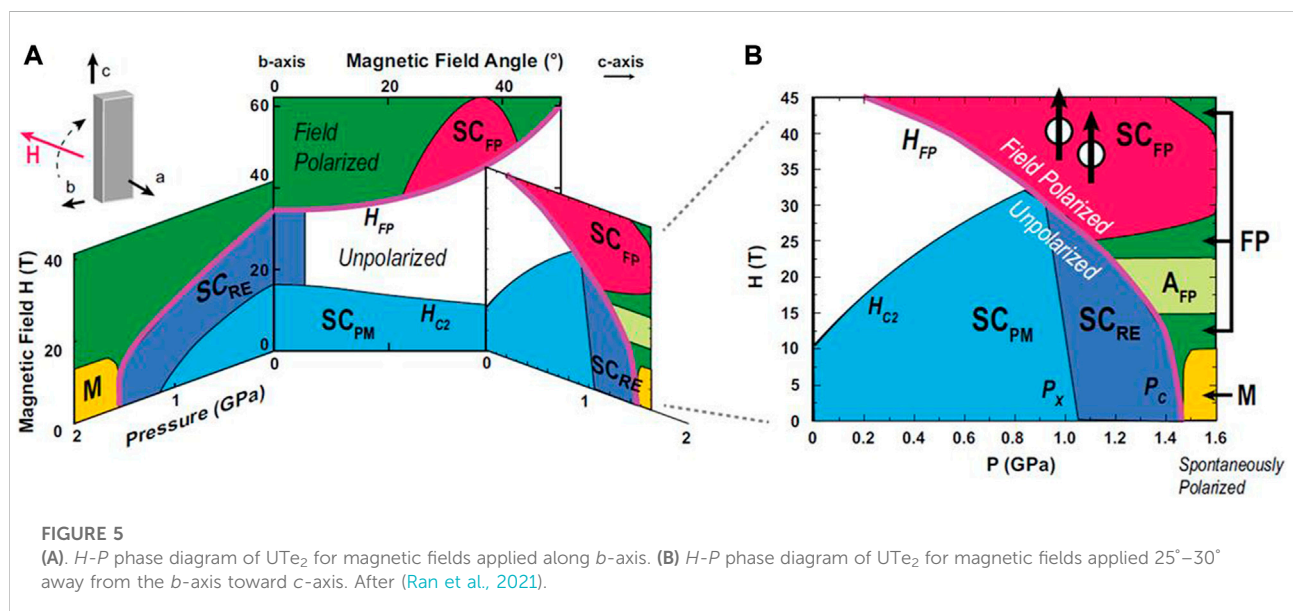 A
b-axis
Magnetic Field Angle (°)
c-axis
0
20
40
c
H
b
a
60
40
20
0
Field
Polarized
SC_FP
H_FP
Unpolarized
SC_RE
SC_PM
H_C2
SC_FP
SC_RE
M
Magnetic Field H (T)
40
20
0
2
1
0
0
1
2
Pressure (GPa)
B
45
40
35
30
25
20
15
10
5
0
H (T)
H_FP
SC_FP
Field Polarized
Unpolarized
H_C2
SC_PM
SC_RE
A_FP
FP
P_X
P_C
M
0
0.2
0.4
0.6
0.8
1.0
1.2
1.4
1.6
P (GPa)
Spontaneously
Polarized
FIGURE 5
(A). H-P phase diagram of UTe₂ for magnetic fields applied along b-axis. (B) H-P phase diagram of UTe₂ for magnetic fields applied 25°–30°
away from the b-axis toward c-axis. After (Ran et al., 2021).